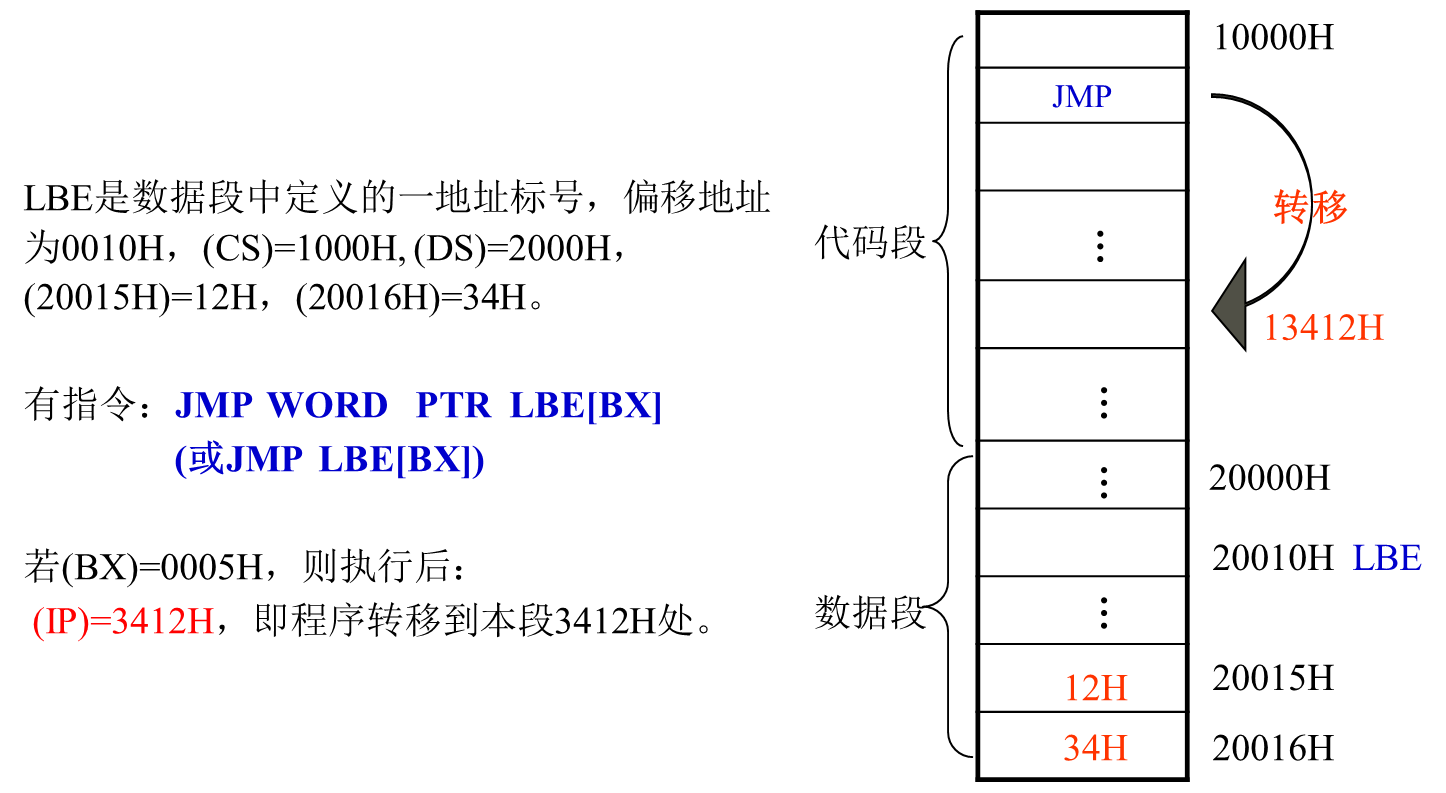 LBE是数据段中定义的一地址标号，偏移地址
为0010H，(CS)=1000H, (DS)=2000H，
(20015H)=12H，(20016H)=34H。
有指令：JMP WORD PTR LBE[BX]
(或JMP LBE[BX])
若(BX)=0005H，则执行后：
(IP)=3412H，即程序转移到本段3412H处。
代码段
数据段
10000H
JMP
转移
⋮
13412H
⋮
⋮
20000H
20010H LBE
⋮
12H
20015H
34H
20016H